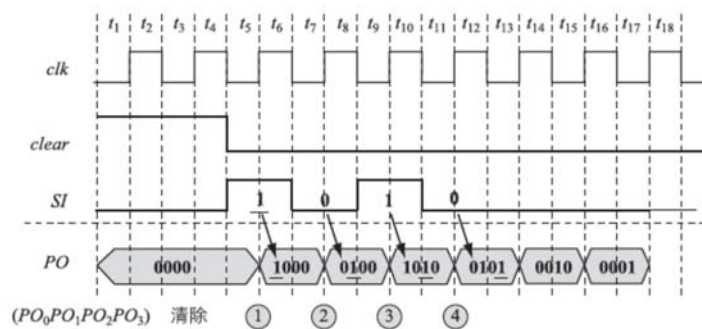 t₁ t₂ t₃ t₄ t₅ t₆ t₇ t₈ t₉ t₁₀ t₁₁ t₁₂ t₁₃ t₁₄ t₁₅ t₁₆ t₁₇ t₁₈
clk
clear
SI 1 0 1 0
PO 0000 1000 0100 1010 0101 0010 0001
(PO₀PO₁PO₂PO₃) 清除 ① ② ③ ④